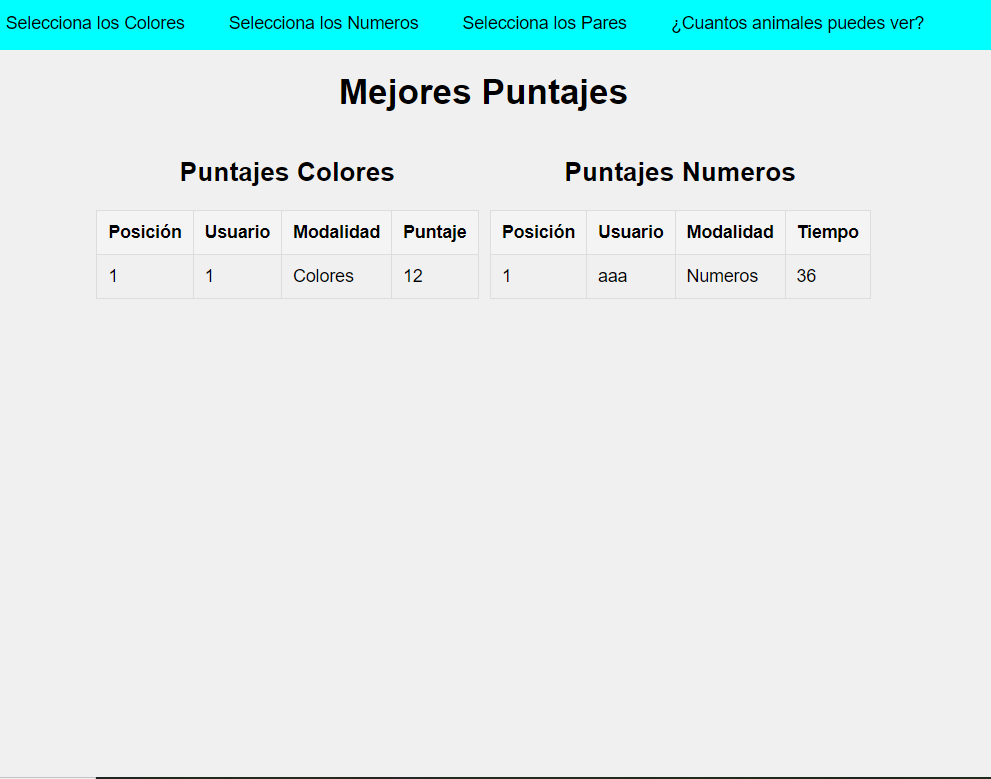 Selecciona los Colores Selecciona los Numeros Selecciona los Pares ¿Cuantos animales puedes ver?
Mejores Puntajes
Puntajes Colores
Posición Usuario Modalidad Puntaje
1 1 Colores 12
Puntajes Numeros
Posición Usuario Modalidad Tiempo
1 aaa Numeros 36